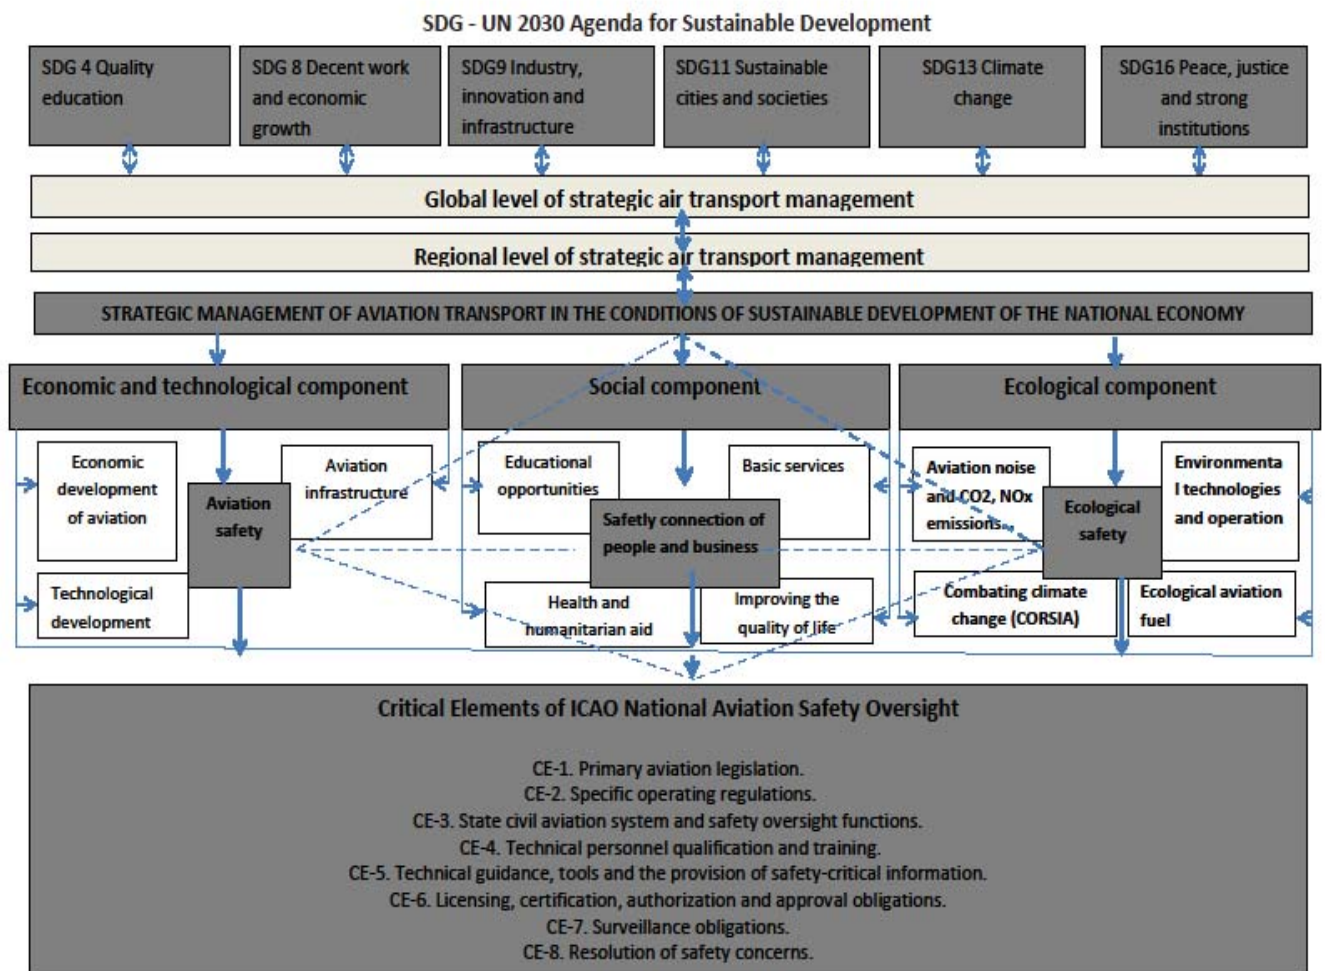 SDG - UN 2030 Agenda for Sustainable Development
SDG 4 Quality
education
SDG 8 Decent work
and economic
growth
SDG9 Industry,
innovation and
infrastructure
SDG11 Sustainable
cities and societies
SDG13 Climate
change
SDG16 Peace, justice
and strong
institutions
Global level of strategic air transport management
Regional level of strategic air transport management
STRATEGIC MANAGEMENT OF AVIATION TRANSPORT IN THE CONDITIONS OF SUSTAINABLE DEVELOPMENT OF THE NATIONAL ECONOMY
Economic and technological component
Economic
development
of aviation
Aviation
infrastructure
Aviation
safety
Technological
development
Social component
Educational
opportunities
Basic services
Safetly connection of
people and business
Health and
humanitarian aid
Improving the
quality of life
Ecological component
Aviation noise
and CO2, NOx
emissions.
Environmenta
l technologies
and operation
Ecological
safety
Combating climate
change (CORSIA)
Ecological aviation
fuel
Critical Elements of ICAO National Aviation Safety Oversight
CE-1. Primary aviation legislation.
CE-2. Specific operating regulations.
CE-3. State civil aviation system and safety oversight functions.
CE-4. Technical personnel qualification and training.
CE-5. Technical guidance, tools and the provision of safety-critical information.
CE-6. Licensing, certification, authorization and approval obligations.
CE-7. Surveillance obligations.
CE-8. Resolution of safety concerns.